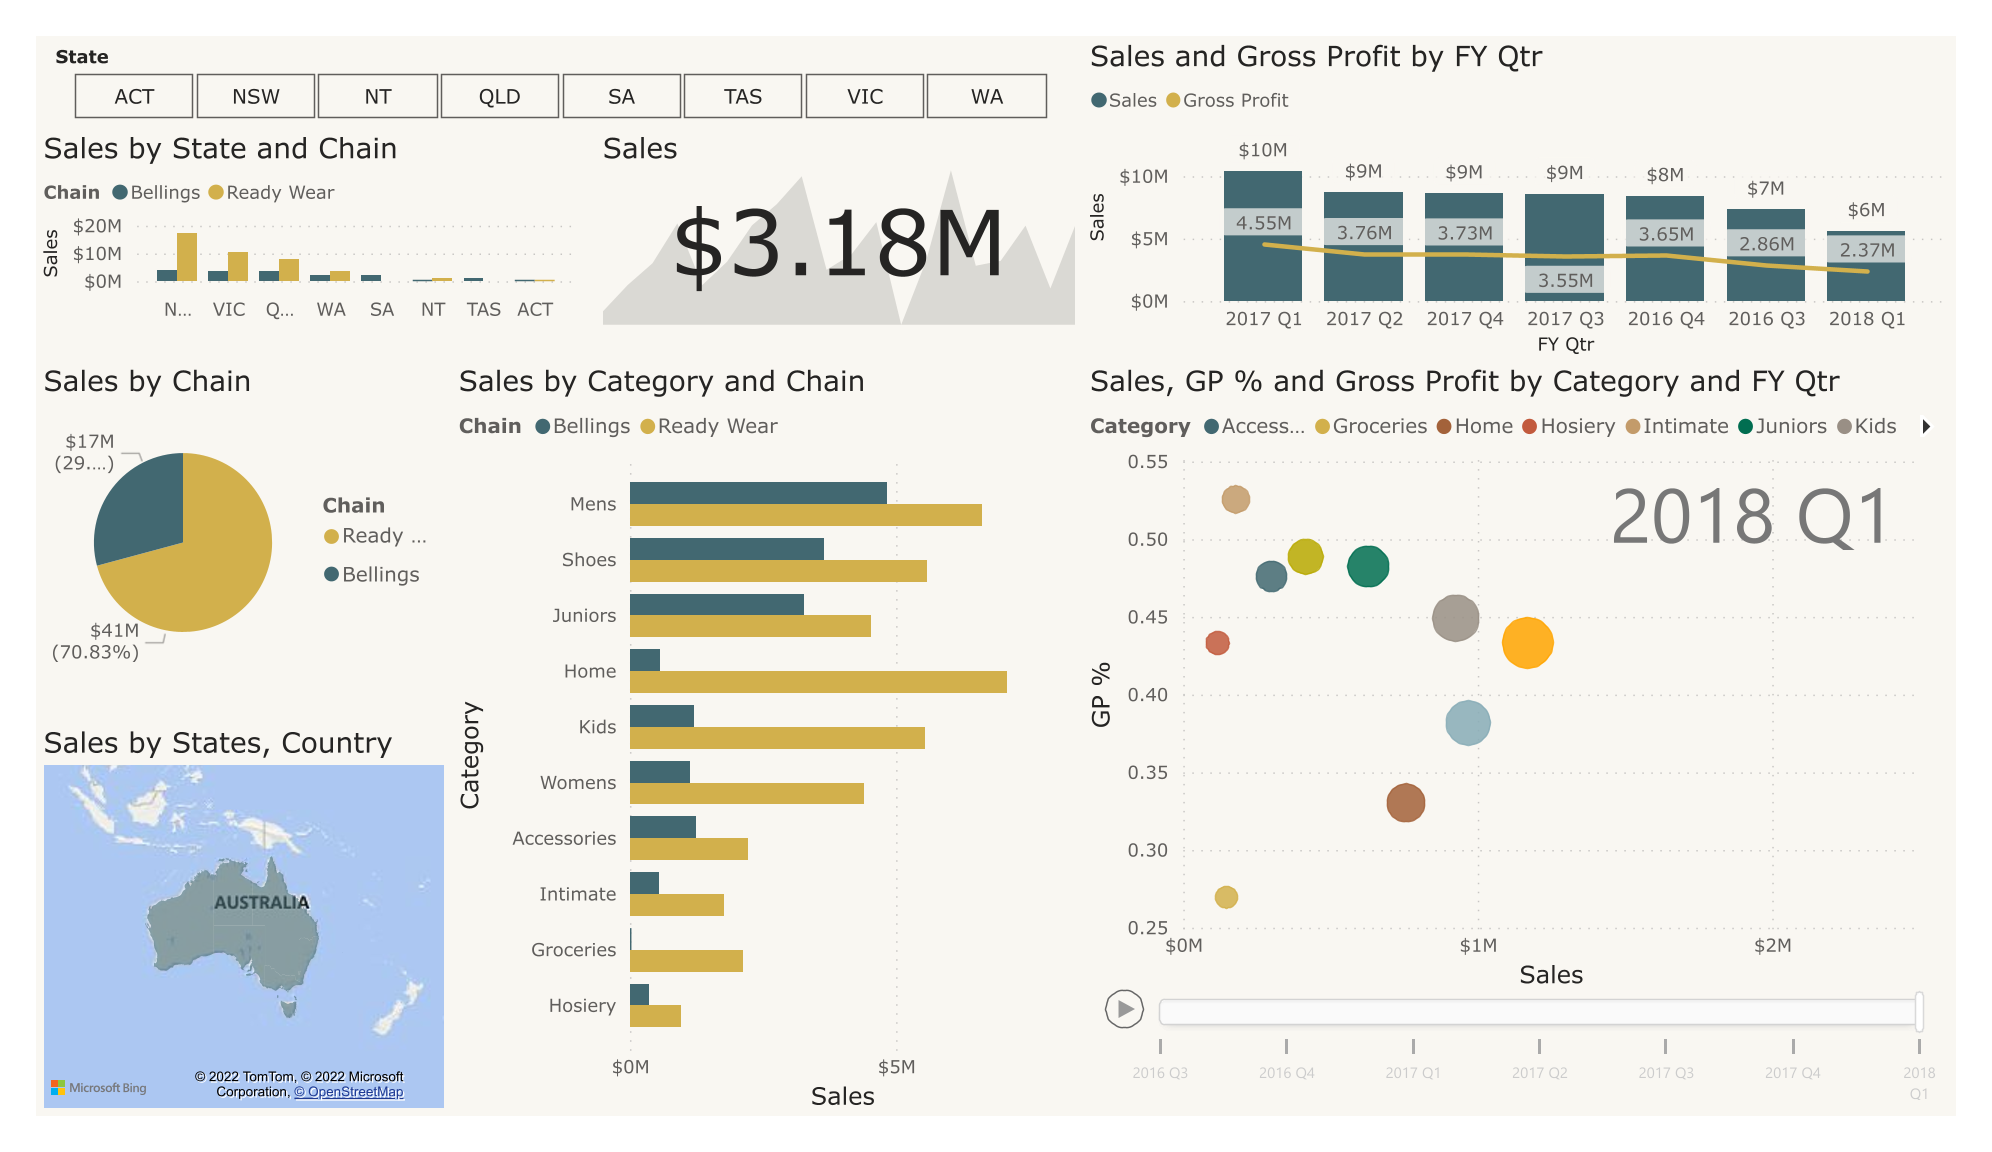 State
ACT NSW NT QLD SA TAS VIC WA
Sales by State and Chain
Chain Bellings Ready Wear
Sales
$20M
$10M
$0M
N... VIC Q... WA SA NT TAS ACT
Sales
$3.18M
Sales and Gross Profit by FY Qtr
Sales Gross Profit
Sales
$10M
$5M
$0M
$10M $9M $9M $9M $8M $7M $6M
4.55M 3.76M 3.73M 3.55M 3.65M 2.86M 2.37M
2017 Q1 2017 Q2 2017 Q4 2017 Q3 2016 Q4 2016 Q3 2018 Q1
FY Qtr
Sales by Chain
$17M
(29....)
$41M
(70.83%)
Chain
Ready ...
Bellings
Sales by States, Country
AUSTRALIA
Microsoft Bing
© 2022 TomTom, © 2022 Microsoft
Corporation, © OpenStreetMap
Sales by Category and Chain
Chain Bellings Ready Wear
Category
Mens
Shoes
Juniors
Home
Kids
Womens
Accessories
Intimate
Groceries
Hosiery
$0M $5M
Sales
Sales, GP % and Gross Profit by Category and FY Qtr
Category Access... Groceries Home Hosiery Intimate Juniors Kids
2018 Q1
GP %
0.55
0.50
0.45
0.40
0.35
0.30
0.25
$0M $1M $2M
Sales
2016 Q3 2016 Q4 2017 Q1 2017 Q2 2017 Q3 2017 Q4 2018
Q1